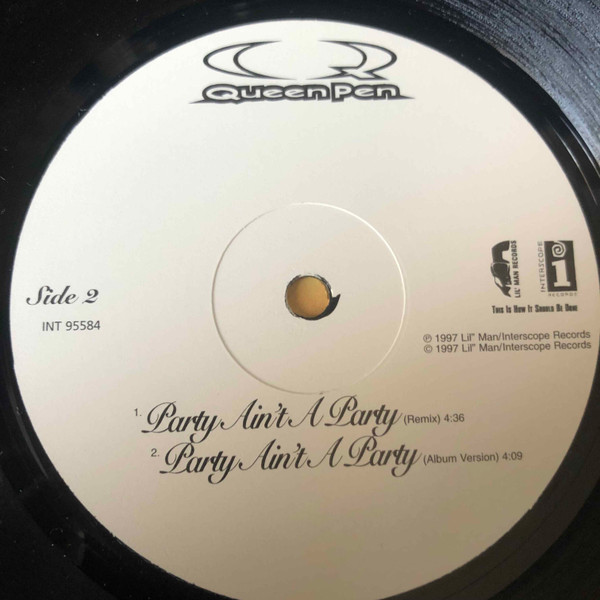 Queen Pen
LIL' MAN RECORDS
INTERSCOPE
RECORDS
This Is How It Should Be Done
Side 2
INT 95584
℗ 1997 Lil" Man/Interscope Records
© 1997 Lil" Man/Interscope Records
1. Party Ain't A Party (Remix) 4:36
2. Party Ain't A Party (Album Version) 4:09